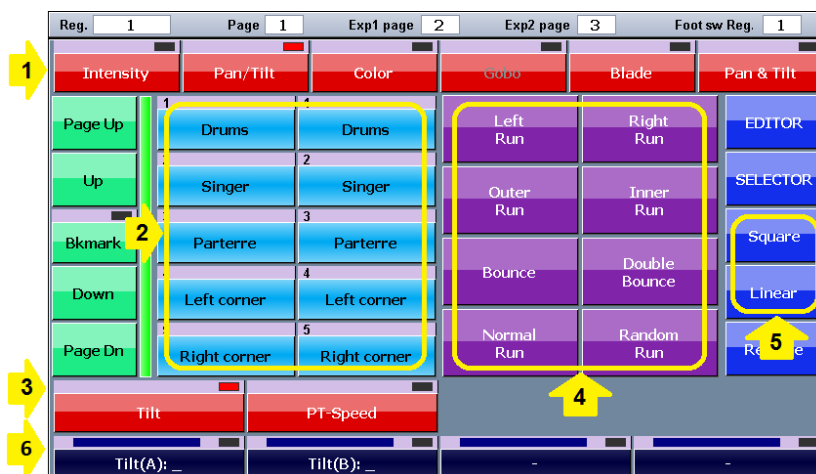 Reg. 1 Page 1 Exp1 page 2 Exp2 page 3 Foot sw Reg. 1
1
Intensity Pan/Tilt Color Gobo Blade Pan & Tilt
1 1
Page Up Drums Drums Left Run Right Run EDITOR
2
Up Singer Singer Outer Run Inner Run SELECTOR
3
2
Bkmark Parterre Parterre Bounce Double Bounce Square
4
Down Left corner Left corner Linear
5
Page Dn Right corner Right corner Normal Run Random Run 5
3
4
Tilt PT-Speed
6
Tilt(A): _ Tilt(B): _ - -